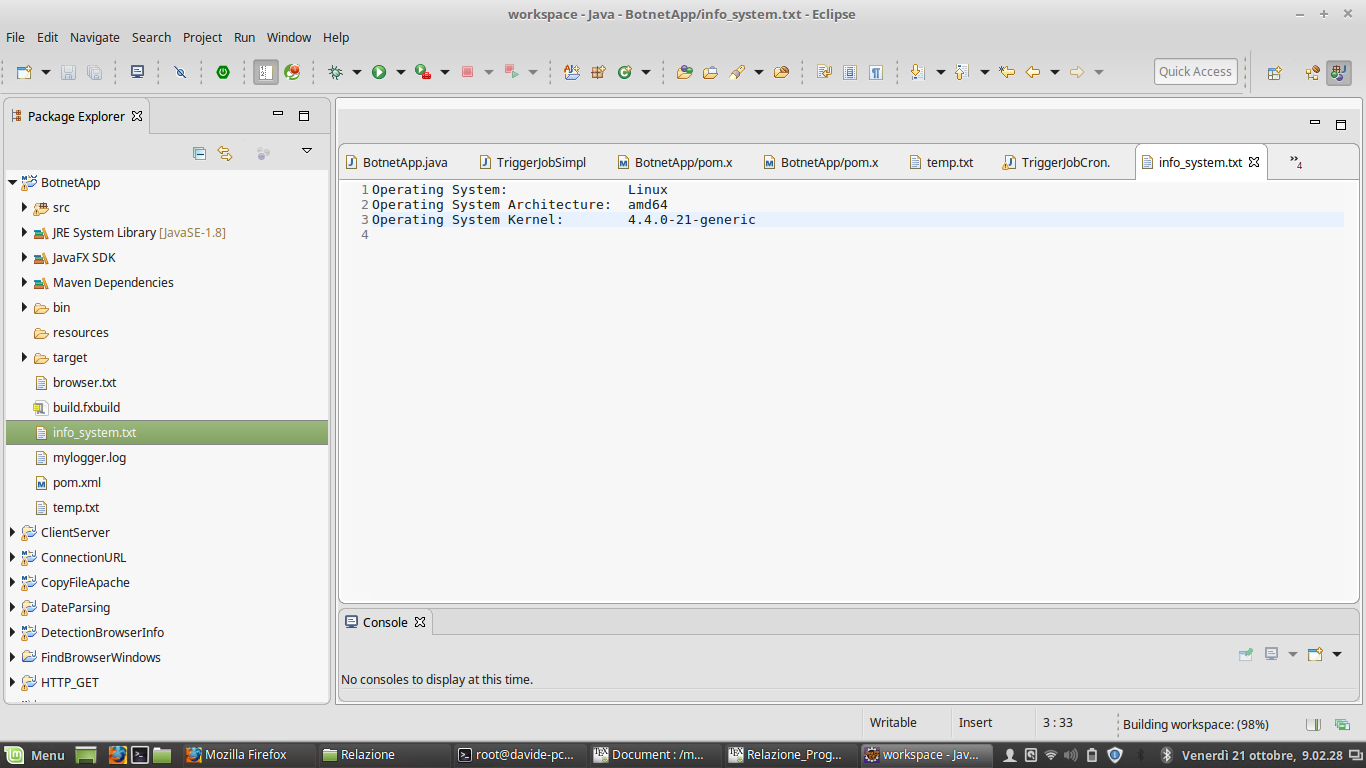 workspace - Java - BotnetApp/info_system.txt - Eclipse
File Edit Navigate Search Project Run Window Help
Quick Access
Package Explorer
BotnetApp
src
JRE System Library [JavaSE-1.8]
JavaFX SDK
Maven Dependencies
bin
resources
target
browser.txt
build.fxbuild
info_system.txt
mylogger.log
pom.xml
temp.txt
ClientServer
ConnectionURL
CopyFileApache
DateParsing
DetectionBrowserInfo
FindBrowserWindows
HTTP_GET
BotnetApp.java TriggerJobSimpl BotnetApp/pom.x BotnetApp/pom.x temp.txt TriggerJobCron. info_system.txt »4
1 Operating System: Linux
2 Operating System Architecture: amd64
3 Operating System Kernel: 4.4.0-21-generic
4
Console
No consoles to display at this time.
Writable Insert 3 : 33 Building workspace: (98%)
Menu Mozilla Firefox Relazione root@davide-pc... Document : /m... Relazione_Prog... workspace - Jav... Venerdì 21 ottobre, 9.02.28